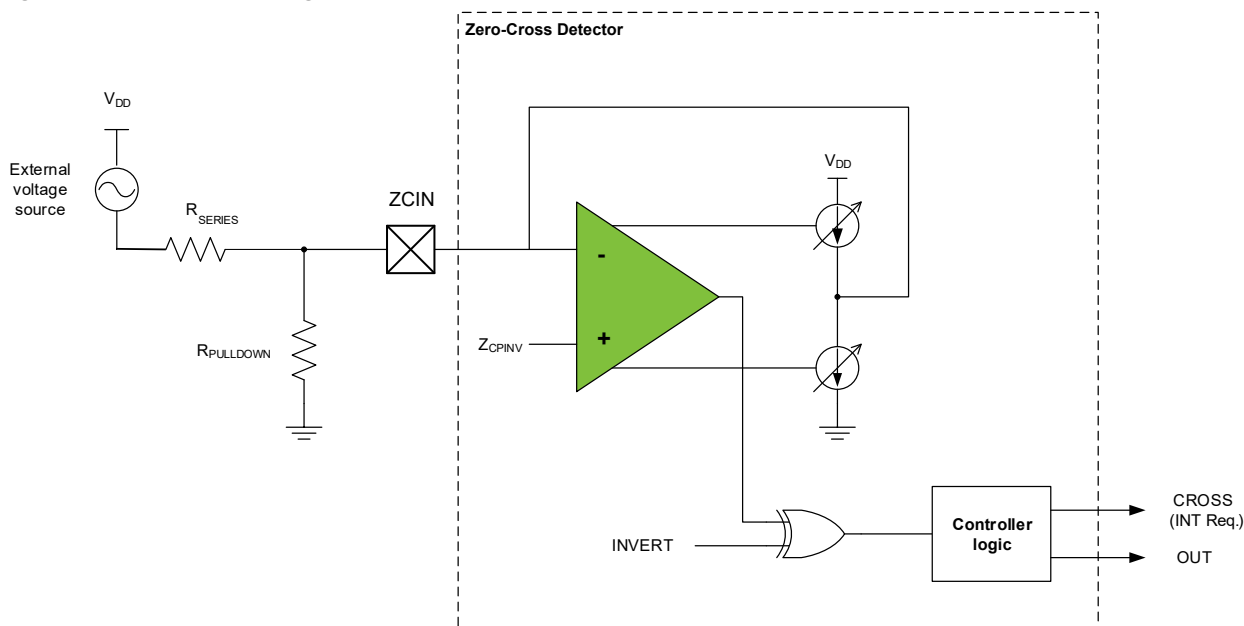 Zero-Cross Detector
VDD
External
voltage
source
RSERIES
ZCIN
RPULLDOWN
-
+
ZCPINV
VDD
INVERT
Controller
logic
CROSS
(INT Req.)
OUT